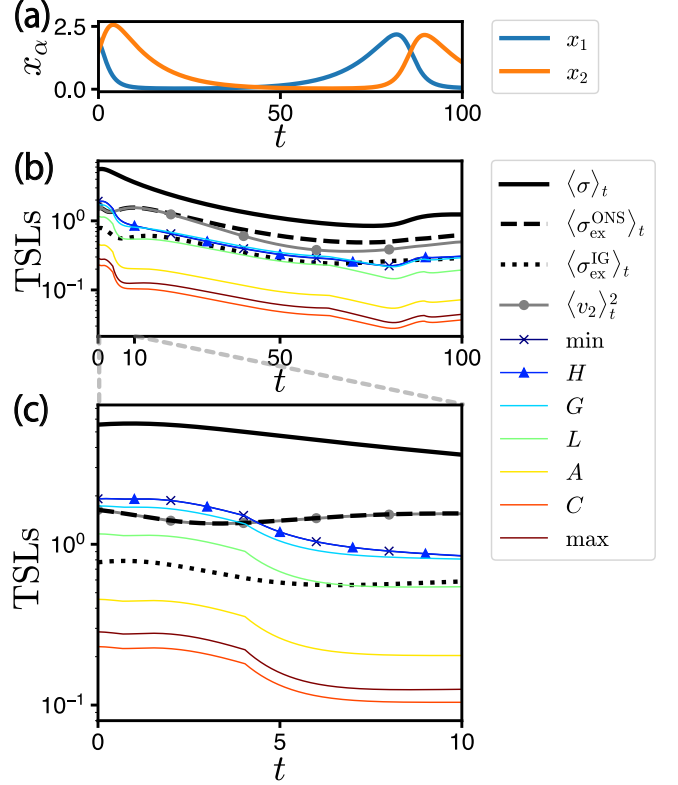 (a)
2.5
0.0
x_α
0
50
100
t
x_1
x_2
(b)
10^0
10^{-1}
TSLs
0
10
50
100
t
⟨σ⟩_t
⟨σ_ex^ONS⟩_t
⟨σ_ex^IG⟩_t
⟨v_2⟩_t^2
min
H
G
L
A
C
max
(c)
10^0
10^{-1}
TSLs
0
5
10
t